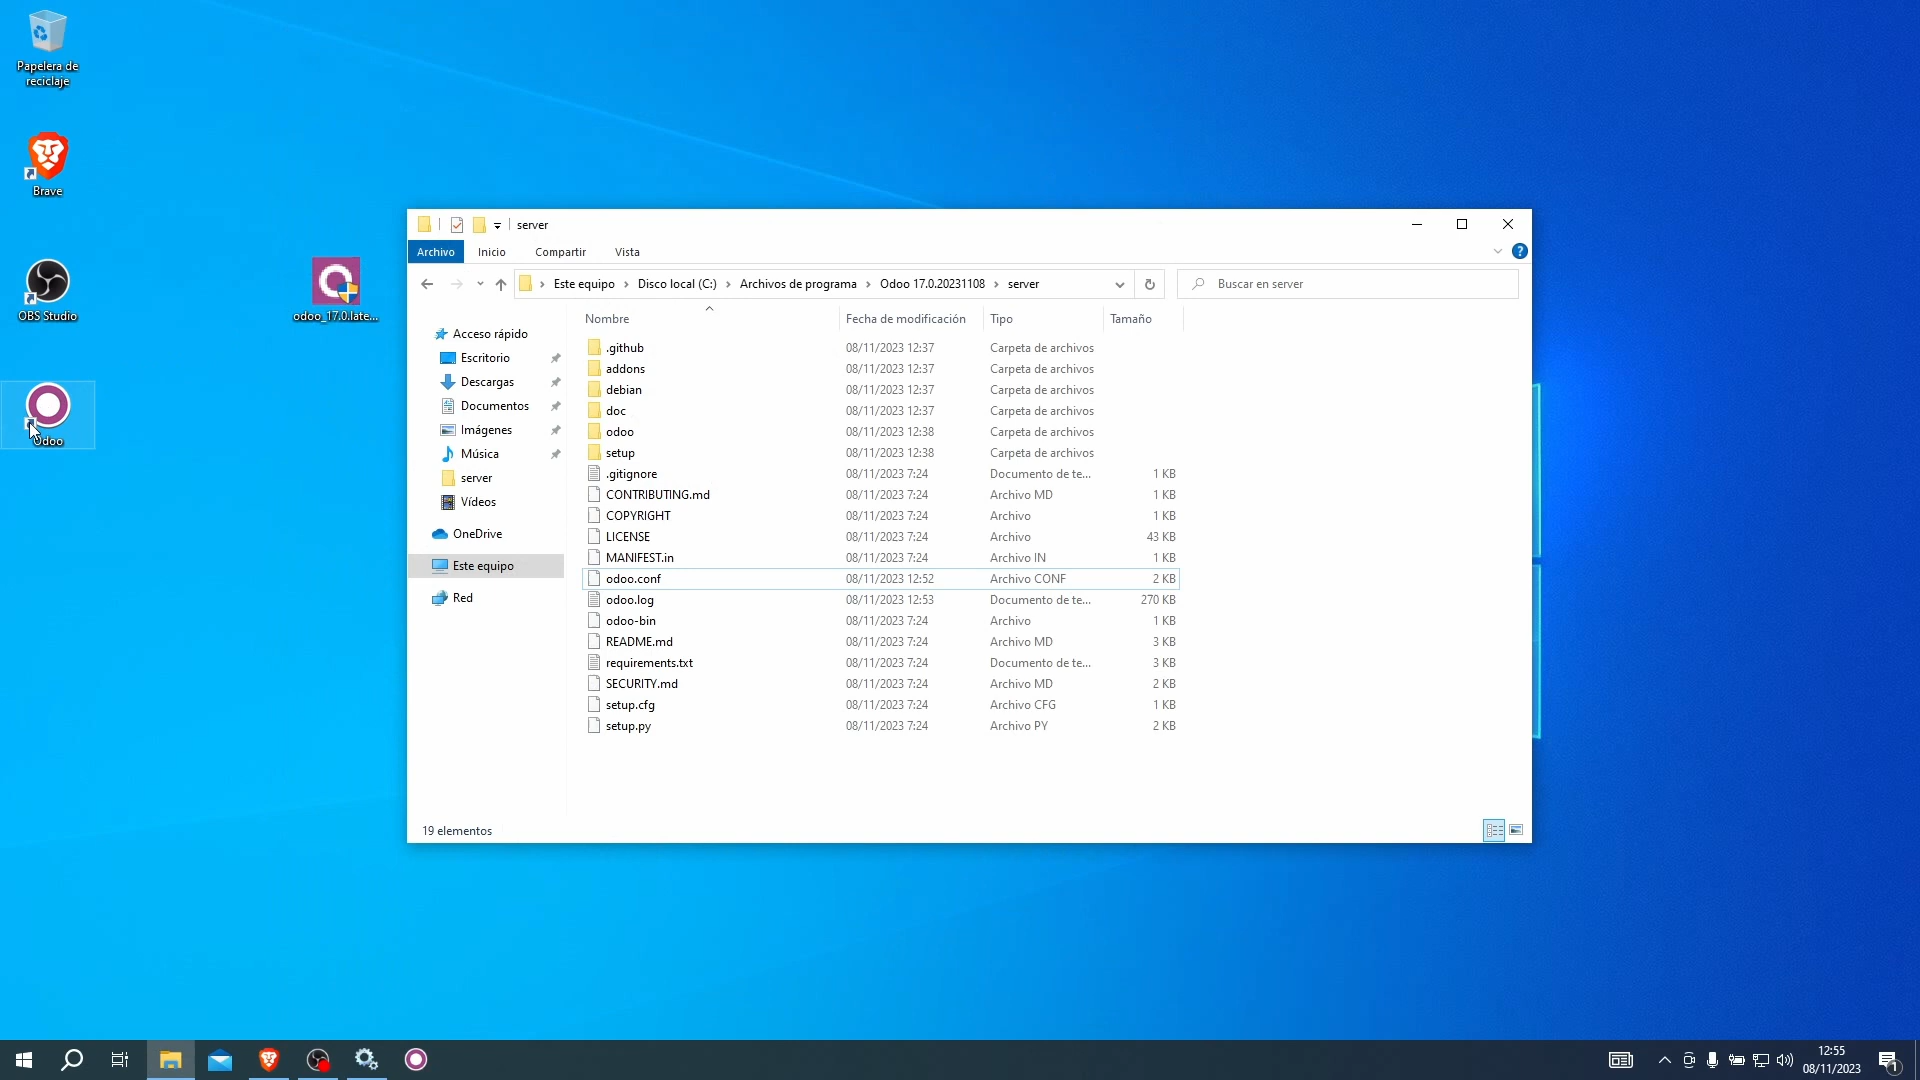 Papelera de
reciclaje
Brave
OBS Studio
odoo_17.0.late...
Odoo
server
Archivo Inicio Compartir Vista
Este equipo Disco local (C:) Archivos de programa Odoo 17.0.20231108 server
Buscar en server
Nombre Fecha de modificación Tipo Tamaño
Acceso rápido
Escritorio
Descargas
Documentos
Imágenes
Música
server
Vídeos
OneDrive
Este equipo
Red
.github 08/11/2023 12:37 Carpeta de archivos
addons 08/11/2023 12:37 Carpeta de archivos
debian 08/11/2023 12:37 Carpeta de archivos
doc 08/11/2023 12:37 Carpeta de archivos
odoo 08/11/2023 12:38 Carpeta de archivos
setup 08/11/2023 12:38 Carpeta de archivos
.gitignore 08/11/2023 7:24 Documento de te... 1 KB
CONTRIBUTING.md 08/11/2023 7:24 Archivo MD 1 KB
COPYRIGHT 08/11/2023 7:24 Archivo 1 KB
LICENSE 08/11/2023 7:24 Archivo 43 KB
MANIFEST.in 08/11/2023 7:24 Archivo IN 1 KB
odoo.conf 08/11/2023 12:52 Archivo CONF 2 KB
odoo.log 08/11/2023 12:53 Documento de te... 270 KB
odoo-bin 08/11/2023 7:24 Archivo 1 KB
README.md 08/11/2023 7:24 Archivo MD 3 KB
requirements.txt 08/11/2023 7:24 Documento de te... 3 KB
SECURITY.md 08/11/2023 7:24 Archivo MD 2 KB
setup.cfg 08/11/2023 7:24 Archivo CFG 1 KB
setup.py 08/11/2023 7:24 Archivo PY 2 KB
19 elementos
12:55
08/11/2023
1